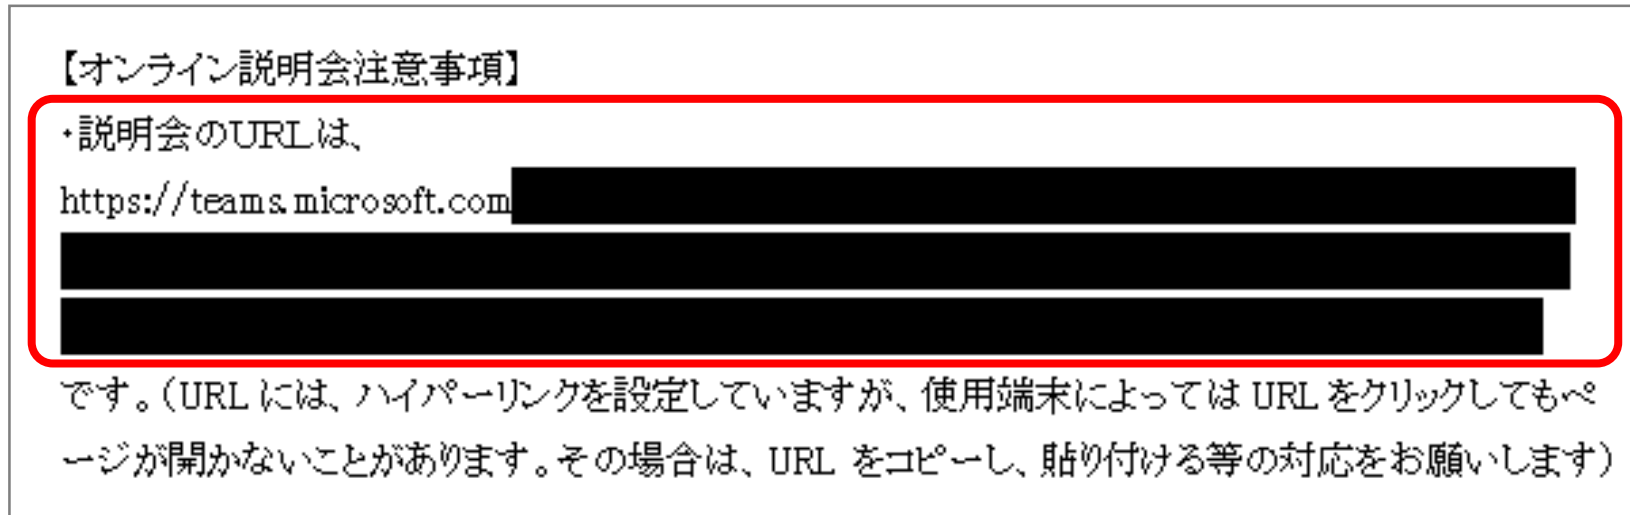 【オンライン説明会注意事項】
・説明会のURLは、
https://teams.microsoft.com
です。（URL には、ハイパーリンクを設定していますが、使用端末によっては URL をクリックしてもペ
ージが開かないことがあります。その場合は、URL をコピーし、貼り付ける等の対応をお願いします）